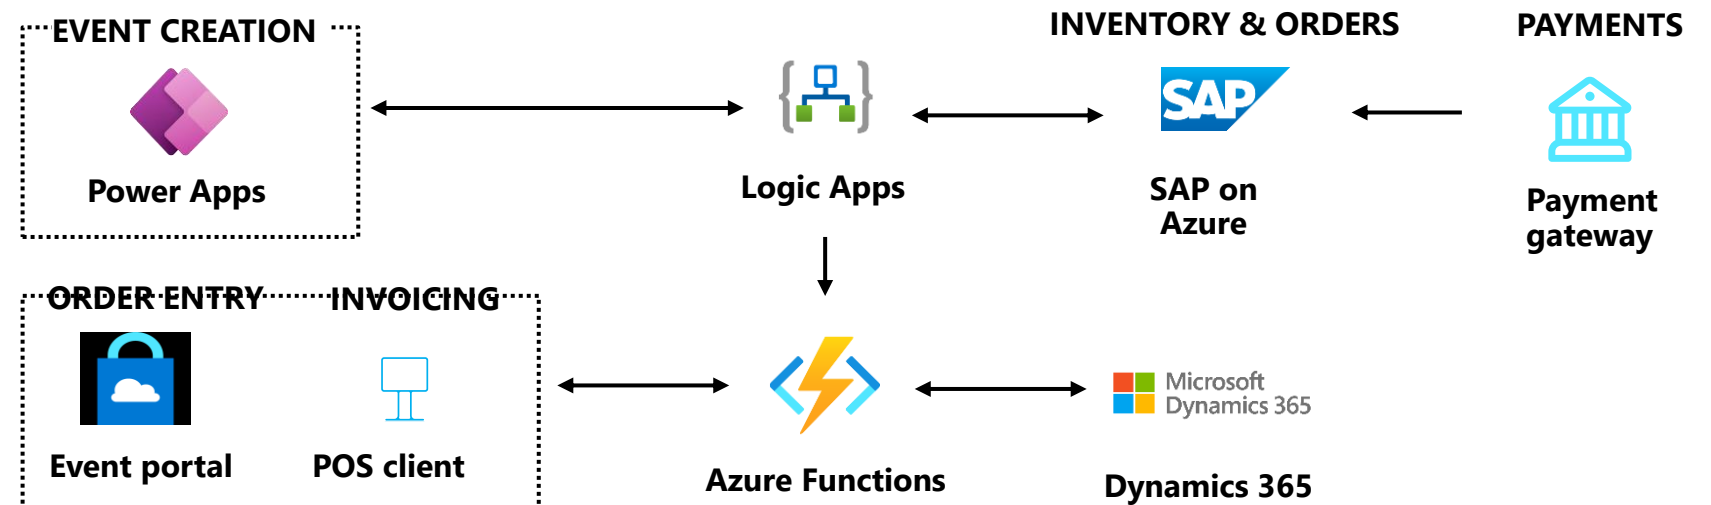 EVENT CREATION
INVENTORY & ORDERS
PAYMENTS
SAP
Power Apps
Logic Apps
SAP on
Azure
Payment
gateway
ORDER ENTRY
INVOICING
Microsoft
Dynamics 365
Event portal
POS client
Azure Functions
Dynamics 365